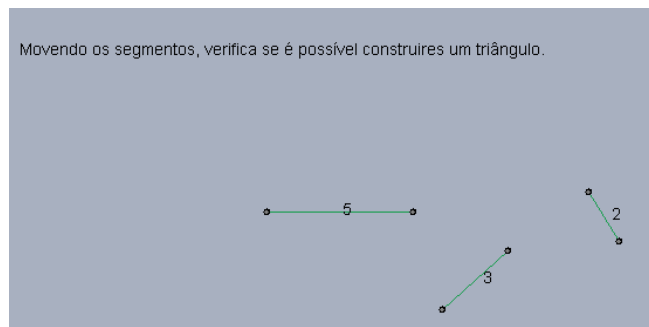 Movendo os segmentos, verifica se é possível construires um triângulo.
5
2
3